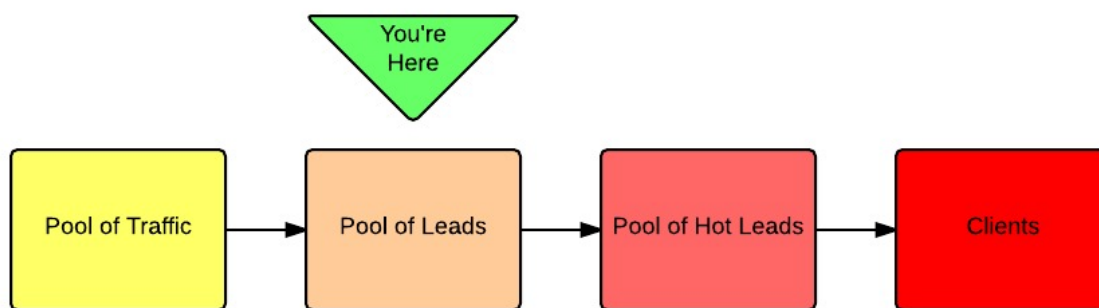 You're
Here
Pool of Traffic
Pool of Leads
Pool of Hot Leads
Clients